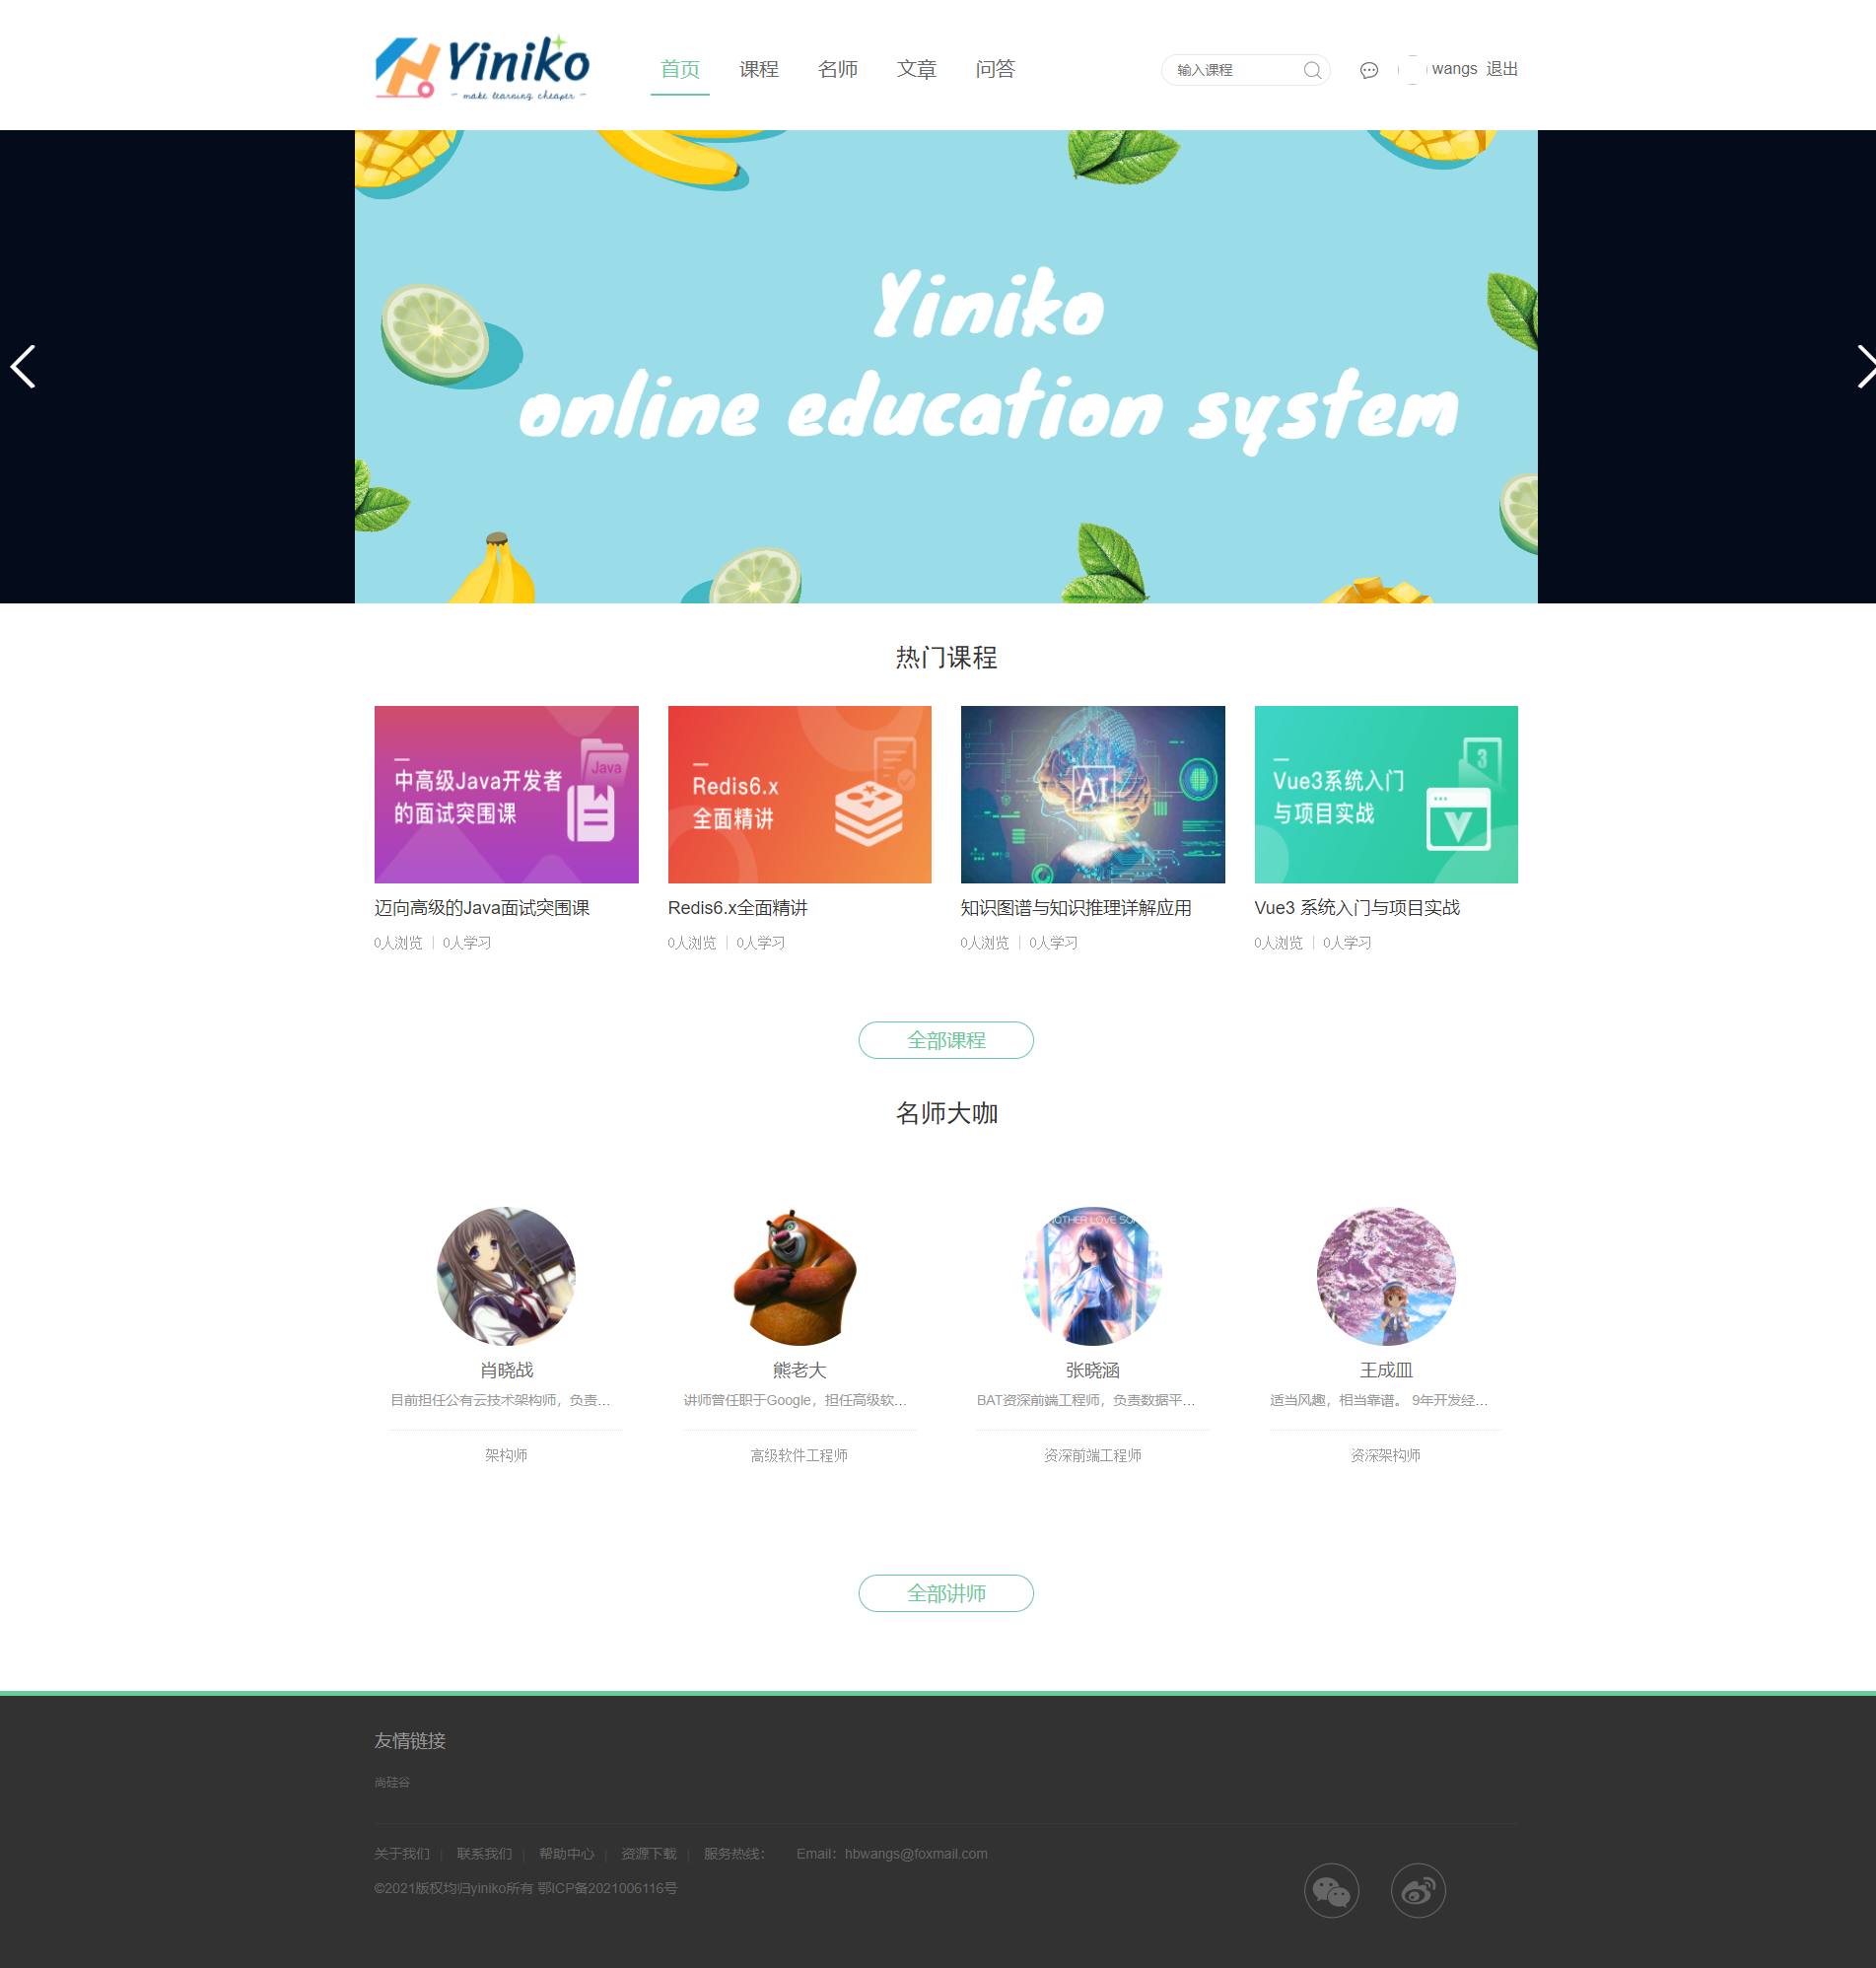 Yiniko
- make learning cheaper -
首页 课程 名师 文章 问答
输入课程
wangs 退出
Yiniko
online education system
热门课程
中高级Java开发者
的面试突围课
Java
Redis6.x
全面精讲
AI
Vue3系统入门
与项目实战
3
迈向高级的Java面试突围课
0人浏览 | 0人学习
Redis6.x全面精讲
0人浏览 | 0人学习
知识图谱与知识推理详解应用
0人浏览 | 0人学习
Vue3 系统入门与项目实战
0人浏览 | 0人学习
全部课程
名师大咖
肖晓战
目前担任公有云技术架构师，负责...
架构师
熊老大
讲师曾任职于Google，担任高级软...
高级软件工程师
OTHER LOVE SO
张晓涵
BAT资深前端工程师，负责数据平...
资深前端工程师
王成皿
适当风趣，相当靠谱。 9年开发经...
资深架构师
全部讲师
友情链接
尚硅谷
关于我们 | 联系我们 | 帮助中心 | 资源下载 | 服务热线： Email：hbwangs@foxmail.com
©2021版权均归yiniko所有 鄂ICP备2021006116号